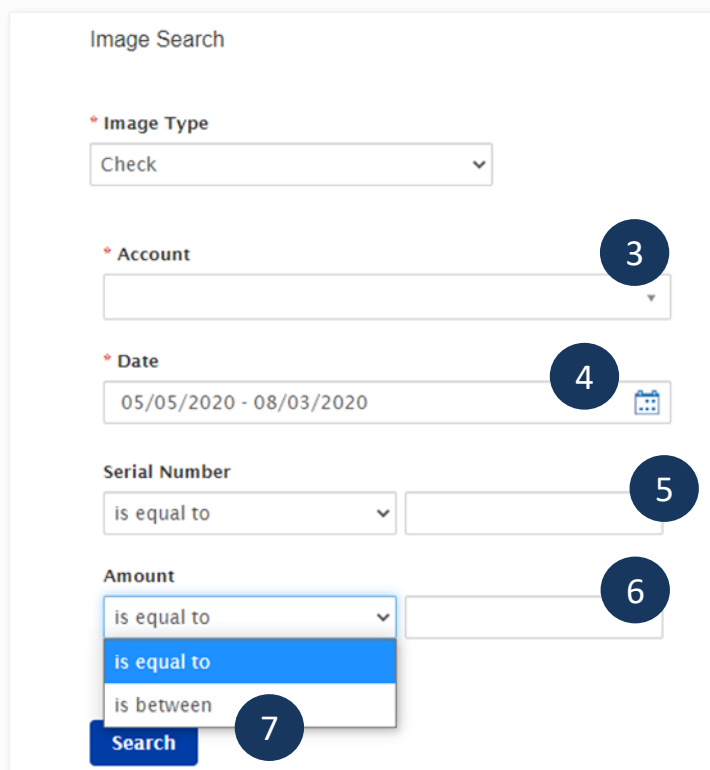 Image Search
* Image Type
Check
* Account
3
* Date
4
05/05/2020 - 08/03/2020
Serial Number
5
is equal to
Amount
6
is equal to
is equal to
is between
7
Search